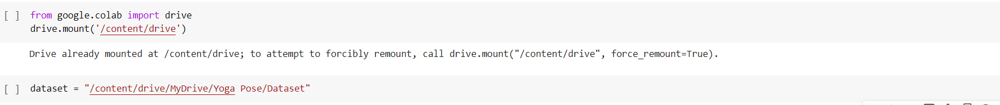 [ ] from google.colab import drive
drive.mount('/content/drive')
Drive already mounted at /content/drive; to attempt to forcibly remount, call drive.mount("/content/drive", force_remount=True).
[ ] dataset = "/content/drive/MyDrive/Yoga Pose/Dataset"